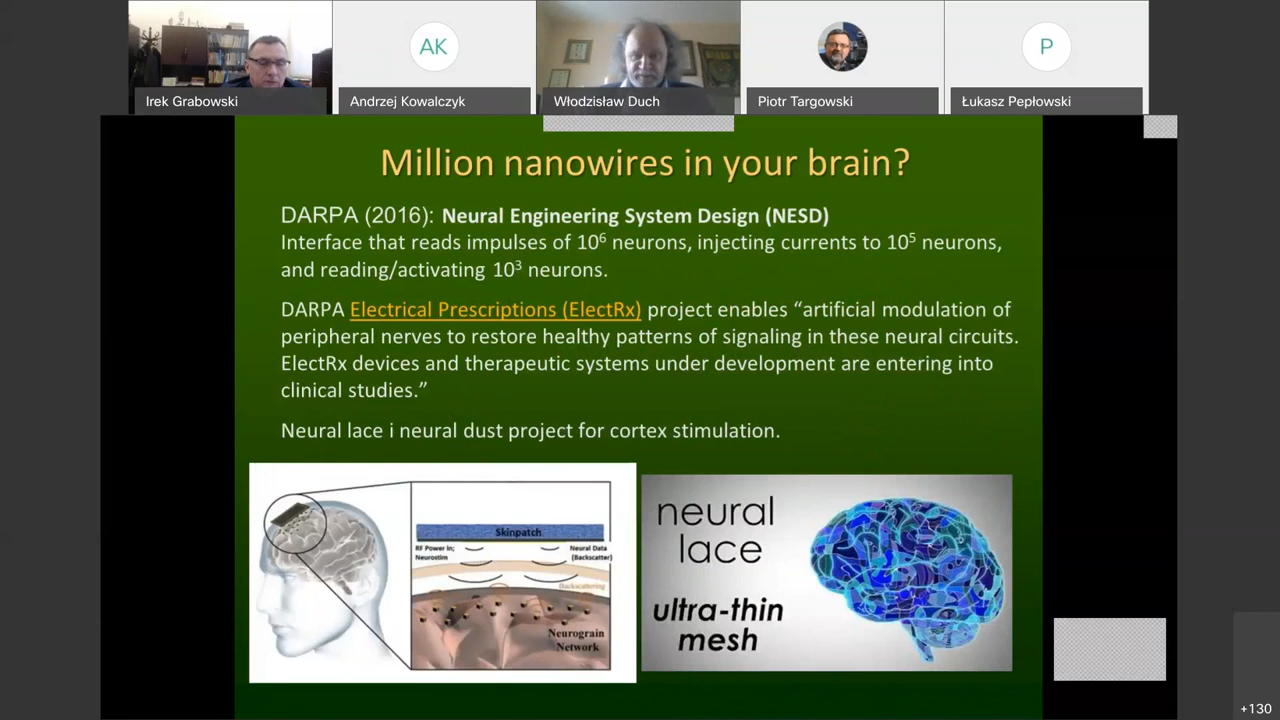 AK
P
Irek Grabowski
Andrzej Kowalczyk
Włodzisław Duch
Piotr Targowski
Łukasz Pepłowski
Million nanowires in your brain?
DARPA (2016): Neural Engineering System Design (NESD)
Interface that reads impulses of 10⁶ neurons, injecting currents to 10⁵ neurons,
and reading/activating 10³ neurons.
DARPA Electrical Prescriptions (ElectRx) project enables “artificial modulation of
peripheral nerves to restore healthy patterns of signaling in these neural circuits.
ElectRx devices and therapeutic systems under development are entering into
clinical studies.”
Neural lace i neural dust project for cortex stimulation.
Skinpatch
RF Power in;
Neurostim
Neural Data
(Backscatter)
Backscattering
Neurograin
Network
neural
lace
ultra-thin
mesh
+130